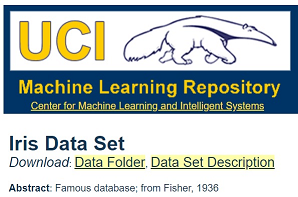 UCI
Machine Learning Repository
Center for Machine Learning and Intelligent Systems
Iris Data Set
Download: Data Folder, Data Set Description
Abstract: Famous database; from Fisher, 1936